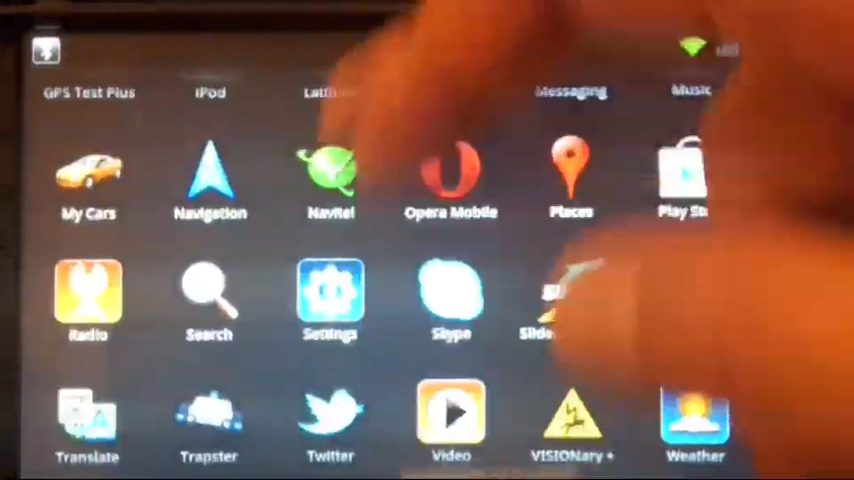 GPS Test Plus iPod Messaging Music
My Cars Navigation Navitel Opera Mobile Places Play
Radio Search Settings Skype
Translate Trapster Twitter Video VISIONary + Weather